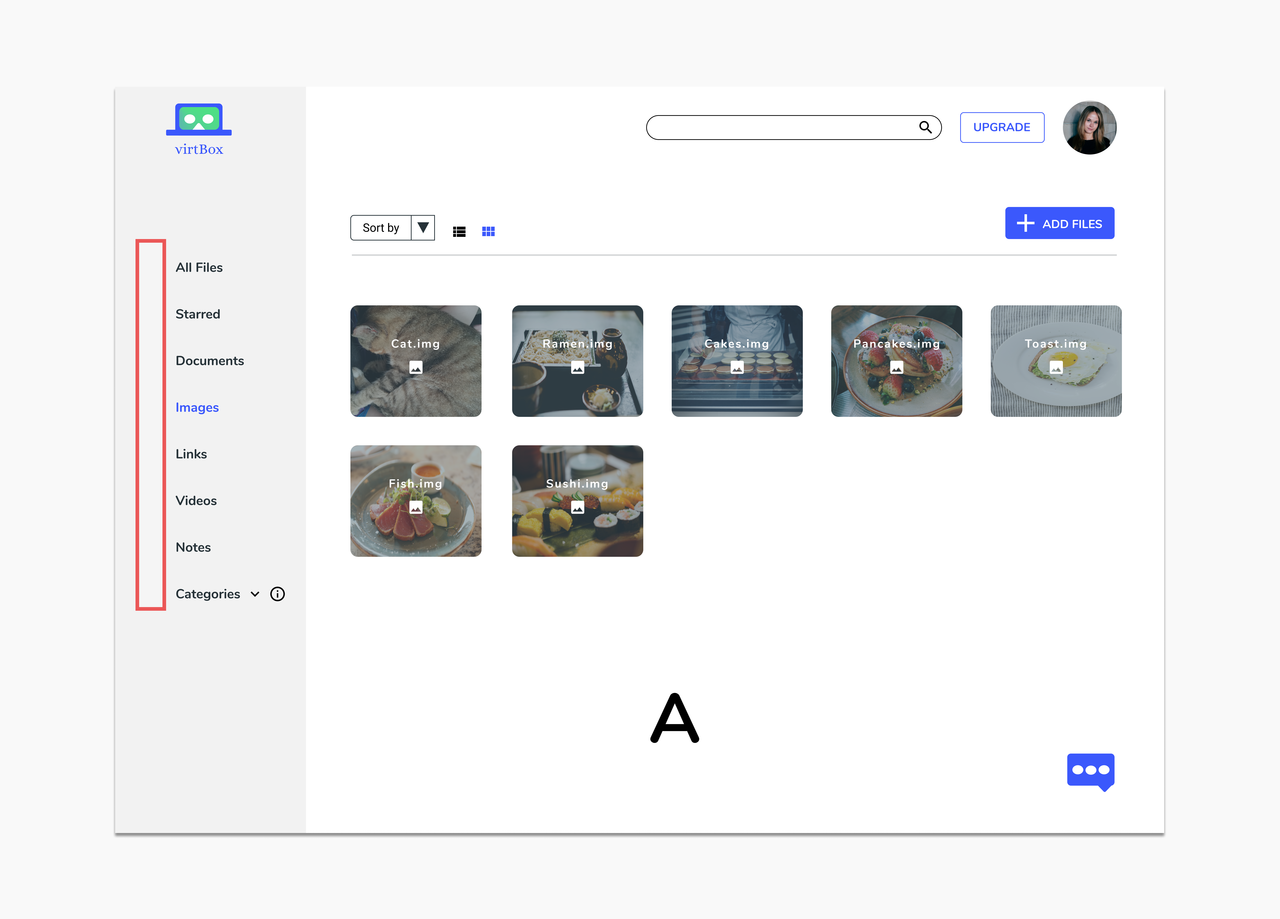 virtBox
UPGRADE
Sort by
ADD FILES
All Files
Starred
Documents
Images
Links
Videos
Notes
Categories
Cat.img
Ramen.img
Cakes.img
Pancakes.img
Toast.img
Fish.img
Sushi.img
A